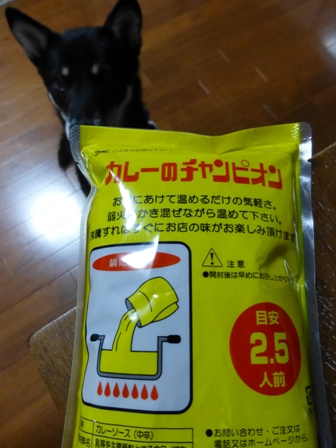 カレーのチャンピオン
お鍋にあけて温めるだけの気軽さ。
弱火でかき混ぜながら温めて下さい。
すればすぐにお店の味がお楽しみ頂けます
注意
●開封後は早めにお召し上がり
目安
2.5
人前
カレーソース(中辛)
●お問い合わせ・ご注文は
電話又はホームページから